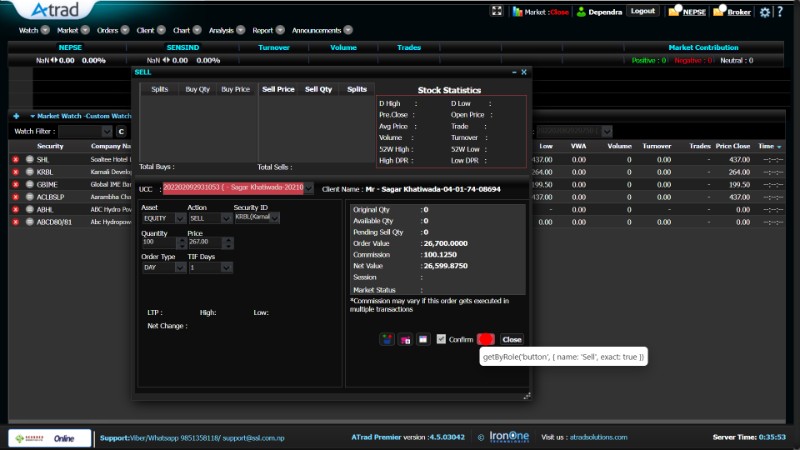 Atrad
Market :Close Dependra Logout NEPSE Broker ?
Watch Market Orders Client Chart Analysis Report Announcements
NEPSE SENSIND Turnover Volume Trades Market Contribution
NaN 0.00 0.00% NaN 0.00 0.00% Positive : 0 Negative : 0 Neutral : 0
SELL
Splits Buy Qty Buy Price Sell Price Sell Qty Splits
Stock Statistics
D High : D Low :
Pre.Close : Open Price :
Avg Price : Trade :
Volume : Turnover :
52W High : 52W Low :
High DPR : Low DPR :
Total Buys : Total Sells :
Market Watch -Custom Watch
Watch Filter : C
Security Company Na Low VWA Volume Turnover Trades Price Close Time
SHL Soaltee Hotel 437.00 0.00 0 0.00 - 437.00 --:--:--
KRBL Karnali Develo 264.00 0.00 0 0.00 - 264.00 --:--:--
GBIME Global IME Ban 199.50 0.00 0 0.00 - 199.50 --:--:--
ACLBSLP Aarambha Cho 437.00 0.00 0 0.00 - 437.00 --:--:--
ABHL ABC Hydro Pow 0.00 0.00 0 0.00 - 0.00 --:--:--
ABCD80/81 Abc Hydropower 0.00 0.00 0 0.00 - 0.00 --:--:--
UCC : 202202092931053 ( - Sagar Khatiwada-20210 Client Name : Mr - Sagar Khatiwada-04-01-74-08694
Asset Action Security ID
EQUITY SELL KRBL(Karnal
Quantity Price
100 267.00
Order Type TIF Days
DAY 1
LTP : High: Low:
Net Change :
Original Qty : 0
Available Qty : 0
Pending Sell Qty : 0
Order Value : 26,700.0000
Commission : 100.1250
Net Value : 26,599.8750
Session :
Market Status :
*Commission may vary if this order gets executed in
multiple transactions
Confirm Close
getByRole('button', { name: 'Sell', exact: true })
Online Support:Viber/Whatsapp 9851358118/ support@ssl.com.np ATrad Premier version :4.5.03042 © IronOne TECHNOLOGIES Visit us : atradsolutions.com Server Time: 0:35:53